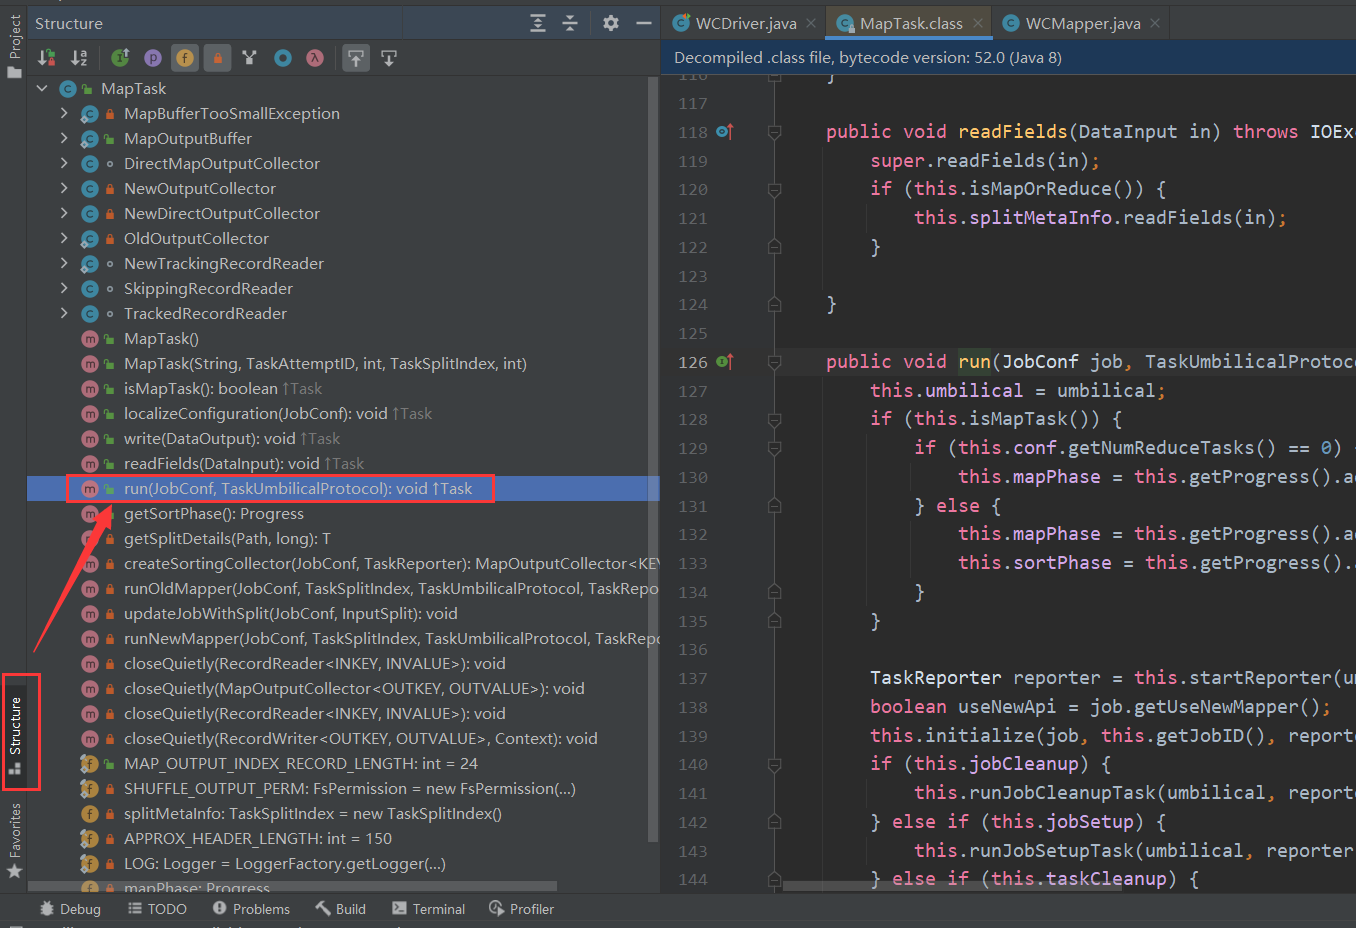 Project
Structure
MapTask
MapBufferTooSmallException
MapOutputBuffer
DirectMapOutputCollector
NewOutputCollector
NewDirectOutputCollector
OldOutputCollector
NewTrackingRecordReader
SkippingRecordReader
TrackedRecordReader
MapTask()
MapTask(String, TaskAttemptID, int, TaskSplitIndex, int)
isMapTask(): boolean ↑Task
localizeConfiguration(JobConf): void ↑Task
write(DataOutput): void ↑Task
readFields(DataInput): void ↑Task
run(JobConf, TaskUmbilicalProtocol): void ↑Task
getSortPhase(): Progress
getSplitDetails(Path, long): T
createSortingCollector(JobConf, TaskReporter): MapOutputCollector<KEY
runOldMapper(JobConf, TaskSplitIndex, TaskUmbilicalProtocol, TaskRepo
updateJobWithSplit(JobConf, InputSplit): void
runNewMapper(JobConf, TaskSplitIndex, TaskUmbilicalProtocol, TaskRepo
closeQuietly(RecordReader<INKEY, INVALUE>): void
closeQuietly(MapOutputCollector<OUTKEY, OUTVALUE>): void
closeQuietly(RecordReader<INKEY, INVALUE>): void
closeQuietly(RecordWriter<OUTKEY, OUTVALUE>, Context): void
MAP_OUTPUT_INDEX_RECORD_LENGTH: int = 24
SHUFFLE_OUTPUT_PERM: FsPermission = new FsPermission(...)
splitMetaInfo: TaskSplitIndex = new TaskSplitIndex()
APPROX_HEADER_LENGTH: int = 150
LOG: Logger = LoggerFactory.getLogger(...)
mapPhase: Progress
Structure
Favorites
WCDriver.java MapTask.class WCMapper.java
Decompiled .class file, bytecode version: 52.0 (Java 8)
116 }
117
118 public void readFields(DataInput in) throws IOEx
119 super.readFields(in);
120 if (this.isMapOrReduce()) {
121 this.splitMetaInfo.readFields(in);
122 }
123
124 }
125
126 public void run(JobConf job, TaskUmbilicalProtoc
127 this.umbilical = umbilical;
128 if (this.isMapTask()) {
129 if (this.conf.getNumReduceTasks() == 0) {
130 this.mapPhase = this.getProgress().a
131 } else {
132 this.mapPhase = this.getProgress().a
133 this.sortPhase = this.getProgress().
134 }
135 }
136
137 TaskReporter reporter = this.startReporter(u
138 boolean useNewApi = job.getUseNewMapper();
139 this.initialize(job, this.getJobID(), report
140 if (this.jobCleanup) {
141 this.runJobCleanupTask(umbilical, report
142 } else if (this.jobSetup) {
143 this.runJobSetupTask(umbilical, reporter
144 } else if (this.taskCleanup) {
Debug TODO Problems Build Terminal Profiler